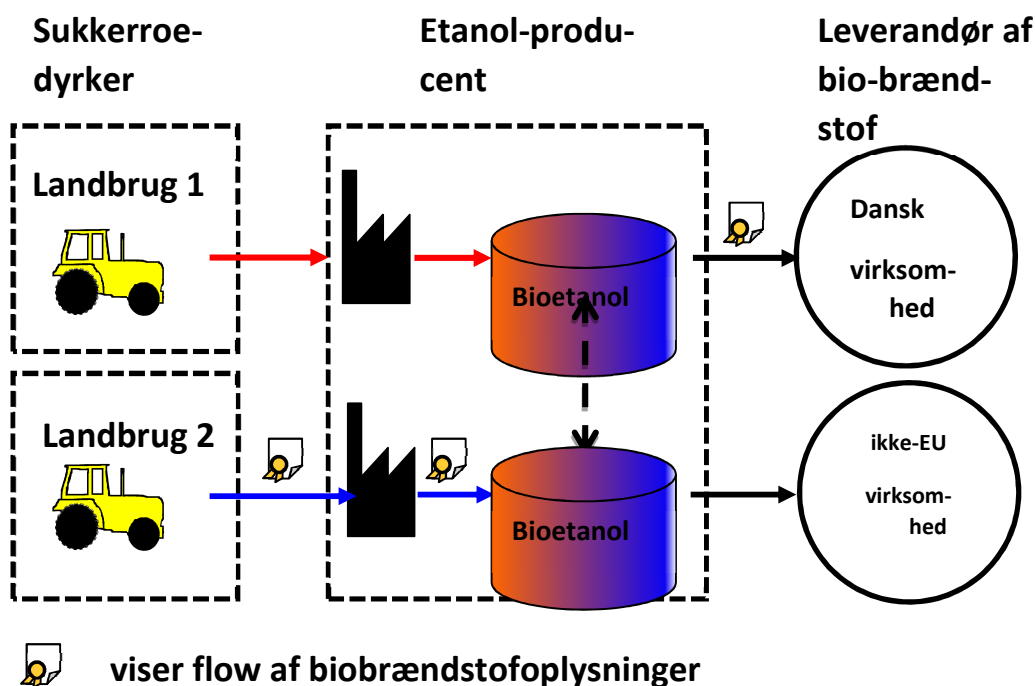 Sukkerroe-
dyrker
Etanol-produ-
cent
Leverandør af
bio-brænd-
stof
Landbrug 1
Bioetanol
Dansk
virksom-
hed
Landbrug 2
Bioetanol
ikke-EU
virksom-
hed
viser flow af biobrændstofoplysninger